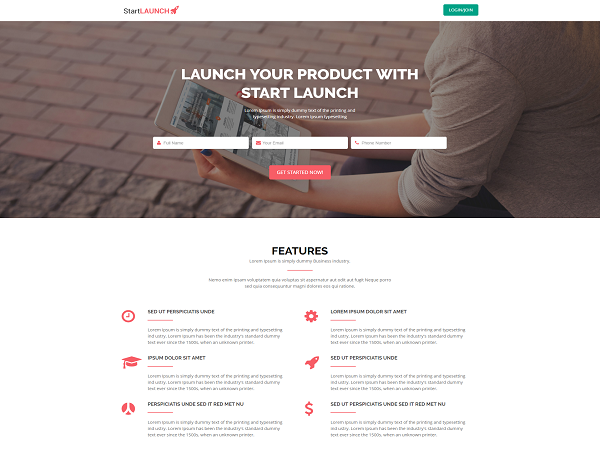 StartLAUNCH
LOGIN/JOIN
LAUNCH YOUR PRODUCT WITH
START LAUNCH
Lorem Ipsum is simply dummy text of the printing and
typesetting industry. Lorem Ipsum typesetting
Full Name
Your Email
Phone Number
GET STARTED NOW!
FEATURES
Lorem Ipsum is simply dummy Business industry.
Nemo enim ipsam voluptatem quia voluptas sit aspernatur aut odit aut fugit Neque porro
sed quia consequuntur magni dolores eos qui ratione.
SED UT PERSPICIATIS UNDE
Lorem Ipsum is simply dummy text of the printing and typesetting
industry. Lorem Ipsum has been the industry's standard dummy
text ever since the 1500s, when an unknown printer.
LOREM IPSUM DOLOR SIT AMET
Lorem Ipsum is simply dummy text of the printing and typesetting
industry. Lorem Ipsum has been the industry's standard dummy
text ever since the 1500s, when an unknown printer.
IPSUM DOLOR SIT AMET
Lorem Ipsum is simply dummy text of the printing and typesetting
industry. Lorem Ipsum has been the industry's standard dummy
text ever since the 1500s, when an unknown printer.
SED UT PERSPICIATIS UNDE
Lorem Ipsum is simply dummy text of the printing and typesetting
industry. Lorem Ipsum has been the industry's standard dummy
text ever since the 1500s, when an unknown printer.
PERSPICIATIS UNDE SED IT RED MET NU
Lorem Ipsum is simply dummy text of the printing and typesetting
industry. Lorem Ipsum has been the industry's standard dummy
text ever since the 1500s, when an unknown printer.
SED UT PERSPICIATIS UNDE SED IT RED MET NU
Lorem Ipsum is simply dummy text of the printing and typesetting
industry. Lorem Ipsum has been the industry's standard dummy
text ever since the 1500s, when an unknown printer.